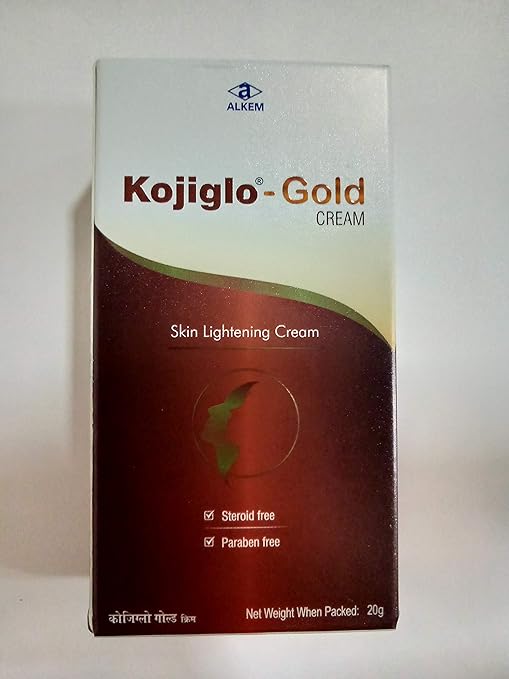 a
ALKEM
Kojiglo® - Gold
CREAM
Skin Lightening Cream
Steroid free
Paraben free
कोजिग्लो गोल्ड क्रिम
Net Weight When Packed: 20g